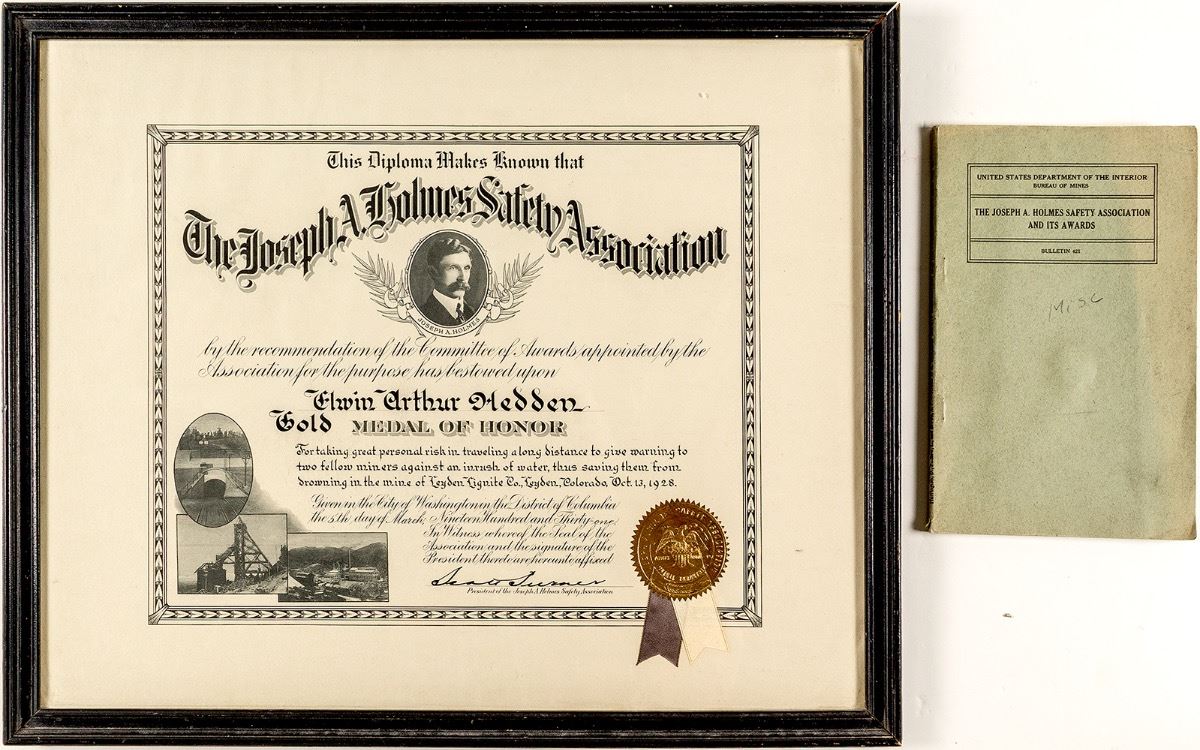 This Diploma Makes Known that
The Joseph A. Holmes Safety Association
JOSEPH A. HOLMES
by the recommendation of the Committee of Awards appointed by the
Association for the purpose, has bestowed upon
Elwin Arthur Hedden
Gold MEDAL OF HONOR
For taking great personal risk in traveling a long distance to give warning to
two fellow miners against an inrush of water, thus saving them from
drowning in the mine of Leyden Lignite Co., Leyden, Colorado, Oct. 13, 1928.
Given in the City of Washington in the District of Columbia
the 5th day of March, Nineteen Hundred and Thirty-one
In Witness whereof the Seal of the
Association and the signature of the
President thereto are hereunto affixed
Scott Turner
President of the Joseph A. Holmes Safety Association
UNITED STATES DEPARTMENT OF THE INTERIOR
BUREAU OF MINES
THE JOSEPH A. HOLMES SAFETY ASSOCIATION
AND ITS AWARDS
BULLETIN 421
Misc